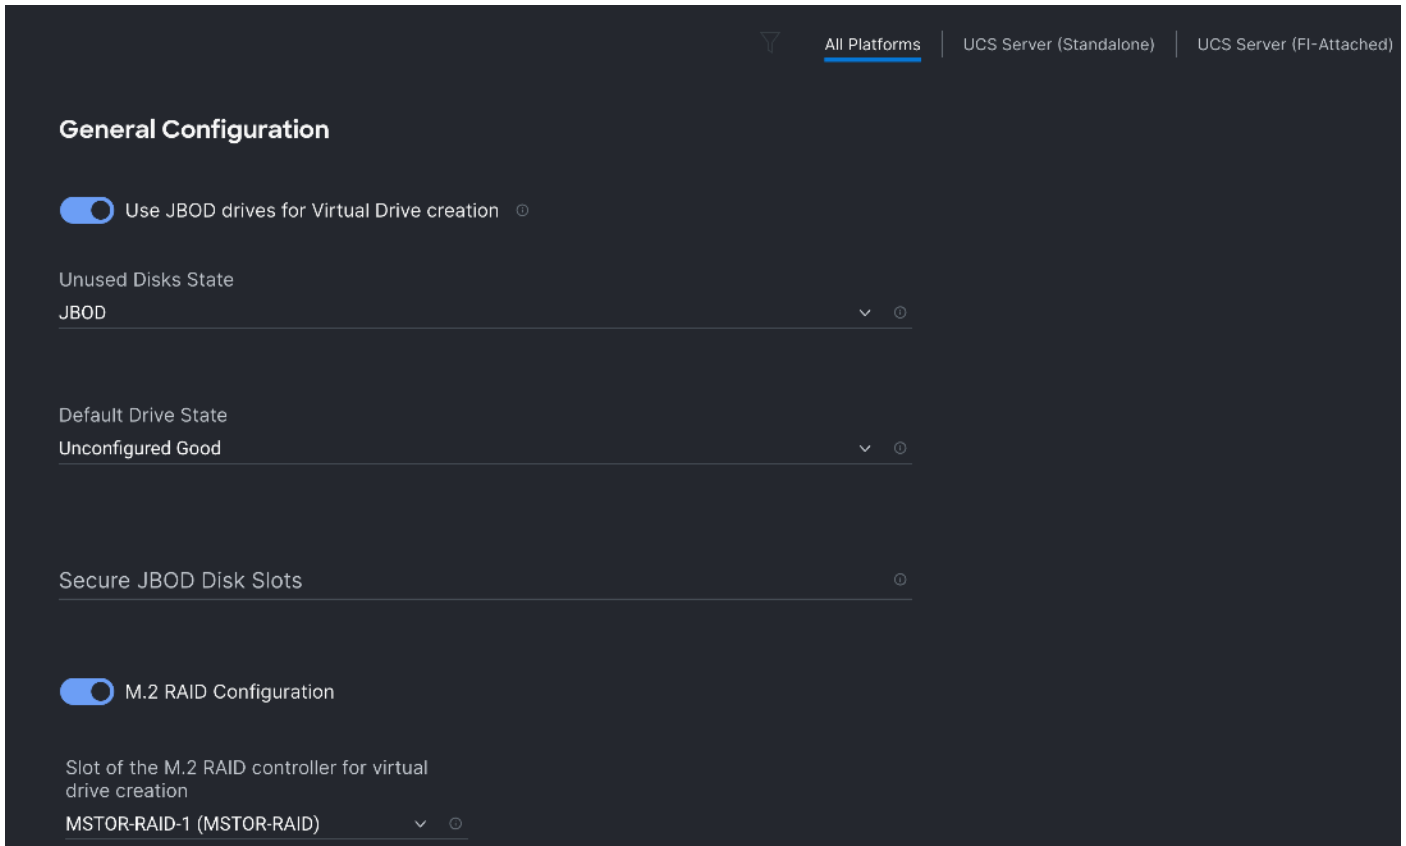 All Platforms UCS Server (Standalone) UCS Server (FI-Attached)
General Configuration
Use JBOD drives for Virtual Drive creation
Unused Disks State
JBOD
Default Drive State
Unconfigured Good
Secure JBOD Disk Slots
M.2 RAID Configuration
Slot of the M.2 RAID controller for virtual
drive creation
MSTOR-RAID-1 (MSTOR-RAID)